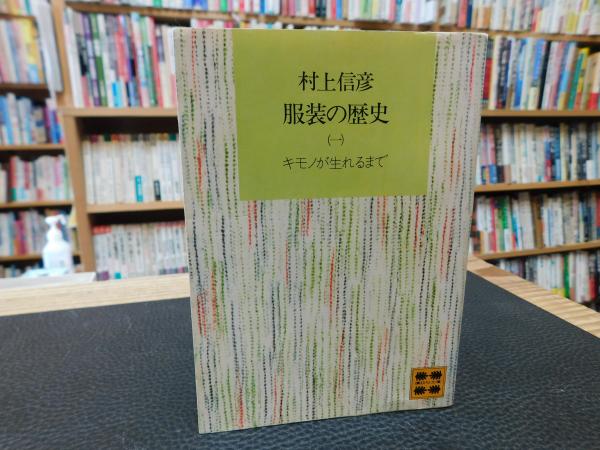 村上信彦
服装の歴史
(一)
キモノが生れるまで